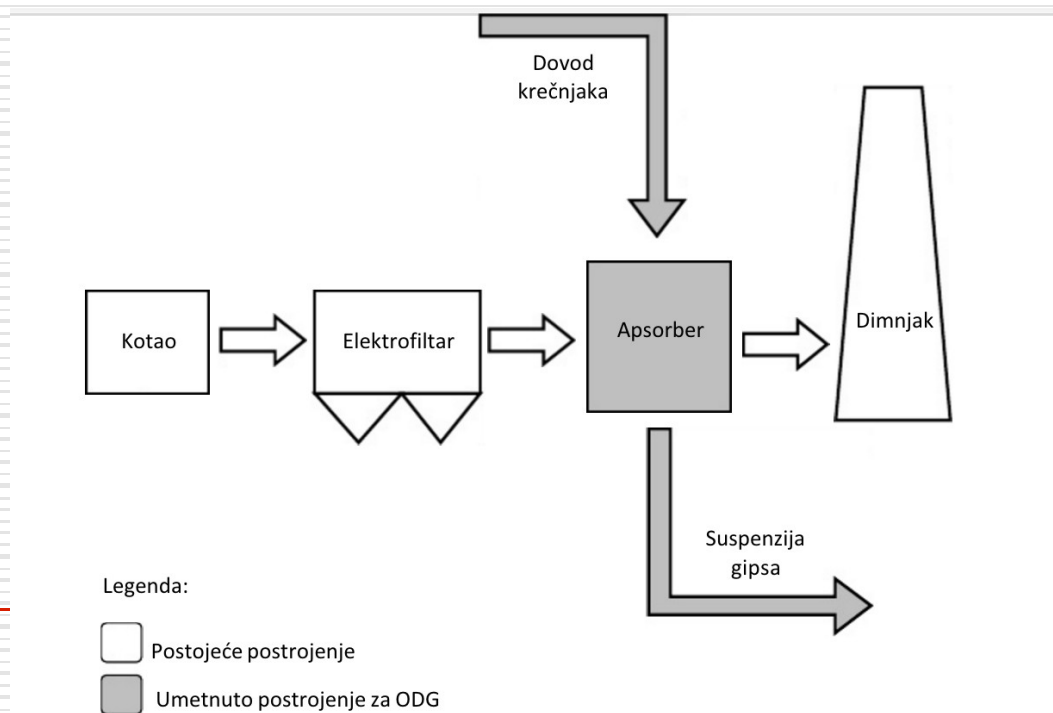 Dovod
krečnjaka
Kotao
Elektrofiltar
Apsorber
Dimnjak
Suspenzija
gipsa
Legenda:
Postojeće postrojenje
Umetnuto postrojenje za ODG